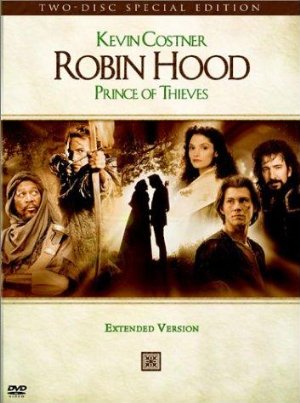 TWO-DISC SPECIAL EDITION
KEVIN COSTNER
ROBIN HOOD
PRINCE OF THIEVES
EXTENDED VERSION
DVD
VIDEO